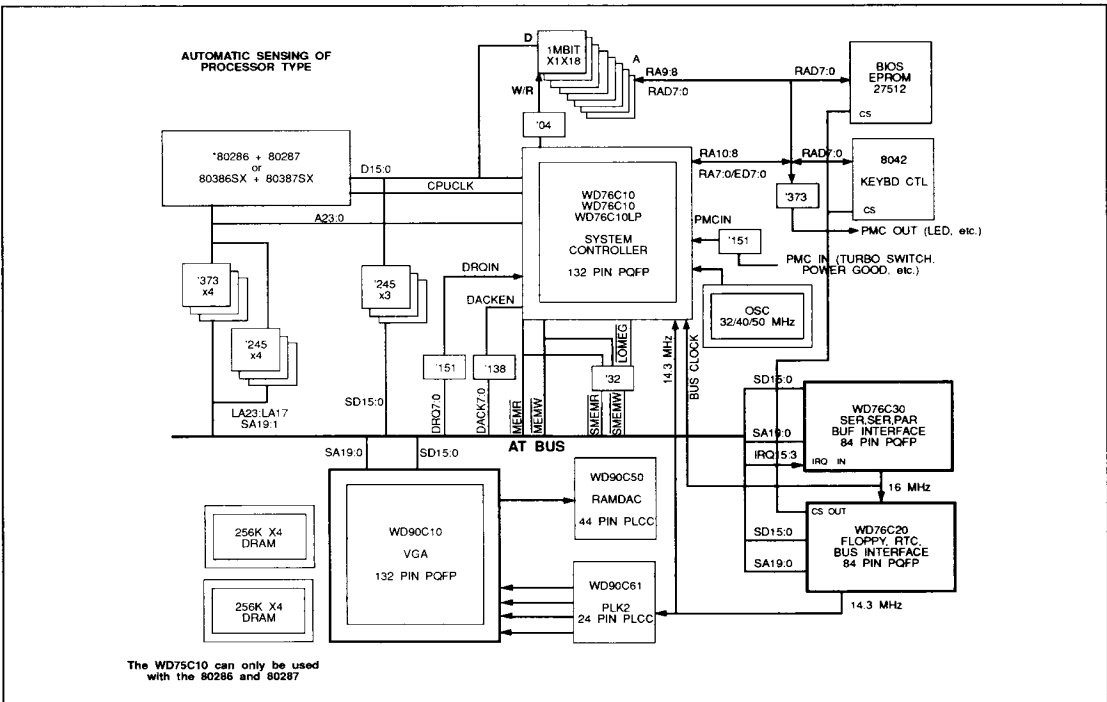 AUTOMATIC SENSING OF
PROCESSOR TYPE
D
1MBIT
X1X18
A
W/R
'04
RA9:8
RAD7:0
RAD7:0
BIOS
EPROM
27512
CS
*80286 + 80287
or
80386SX + 80387SX
D15:0
CPUCLK
A23:0
WD76C10
WD76C10
WD76C10LP
SYSTEM
CONTROLLER
132 PIN PQFP
RA10:8
RA7:0/ED7:0
RAD7:0
8042
KEYBD CTL
CS
'373
PMC OUT (LED, etc.)
PMCIN
'151
PMC IN (TURBO SWITCH,
POWER GOOD, etc.)
OSC
32/40/50 MHz
'373
x4
'245
x4
'245
x3
DRQIN
DACKEN
'151
'138
'32
LOMEG
14.3 MHz
BUS CLOCK
LA23:LA17
SA19:1
SD15:0
DRQ7:0
DACK7:0
MEMR
MEMW
SMEMR
SMEMW
AT BUS
SD15:0
SA19:0
IRQ15:3
WD76C30
SER,SER,PAR
BUF INTERFACE
84 PIN PQFP
IRQ IN
16 MHz
SA19:0
SD15:0
WD90C10
VGA
132 PIN PQFP
WD90C50
RAMDAC
44 PIN PLCC
CS OUT
WD76C20
FLOPPY, RTC,
BUS INTERFACE
84 PIN PQFP
SD15:0
SA19:0
14.3 MHz
256K X4
DRAM
256K X4
DRAM
WD90C61
PLK2
24 PIN PLCC
The WD75C10 can only be used
with the 80286 and 80287